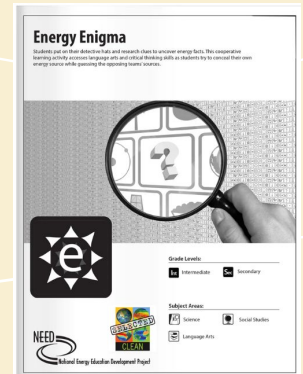 Energy Enigma
Students put on their detective hats and research clues to uncover energy facts. This cooperative
learning activity accesses language arts and critical thinking skills as students try to conceal their own
energy source while guessing the opposing teams' sources.
?
e
Grade Levels:
Int Intermediate
Sec Secondary
Subject Areas:
Science
Social Studies
Language Arts
SELECTED
CLEAN
NEED
National Energy Education Development Project